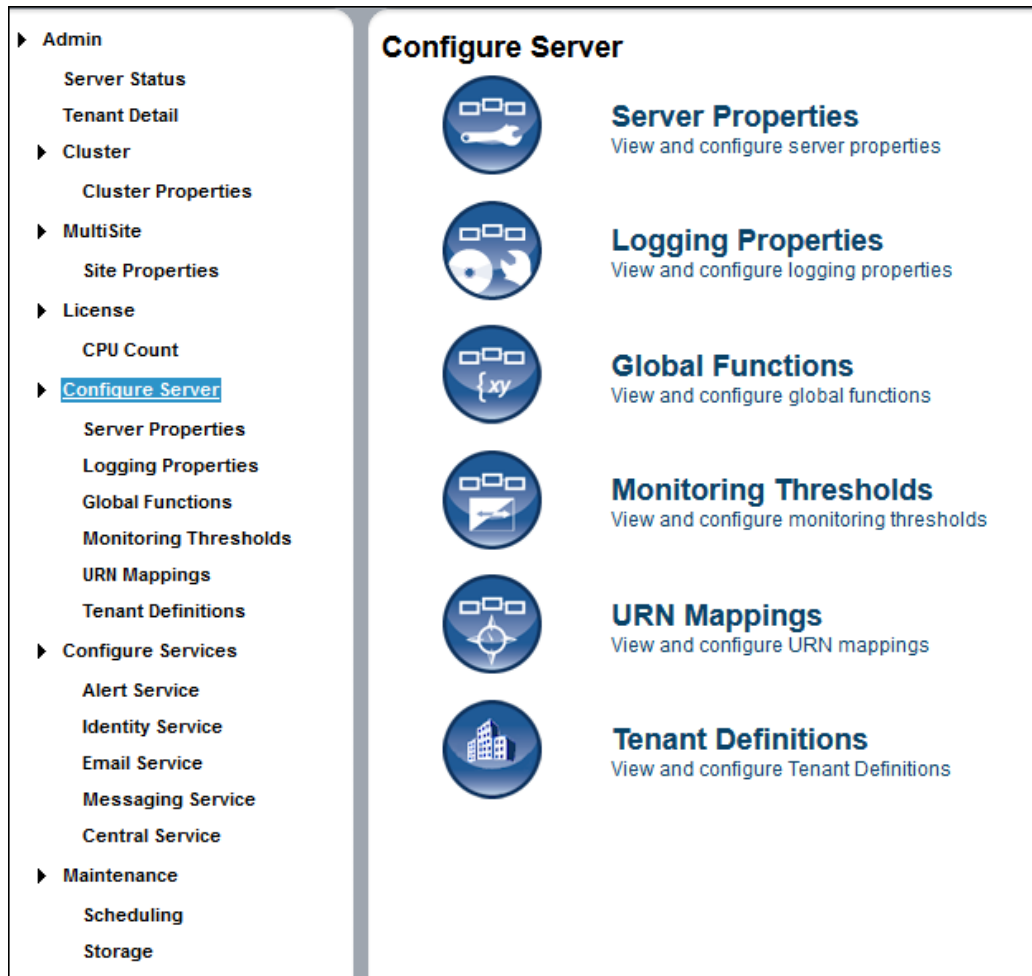 Admin
Server Status
Tenant Detail
Cluster
Cluster Properties
MultiSite
Site Properties
License
CPU Count
Configure Server
Server Properties
Logging Properties
Global Functions
Monitoring Thresholds
URN Mappings
Tenant Definitions
Configure Services
Alert Service
Identity Service
Email Service
Messaging Service
Central Service
Maintenance
Scheduling
Storage
Configure Server
Server Properties
View and configure server properties
Logging Properties
View and configure logging properties
{xy
Global Functions
View and configure global functions
Monitoring Thresholds
View and configure monitoring thresholds
URN Mappings
View and configure URN mappings
Tenant Definitions
View and configure Tenant Definitions